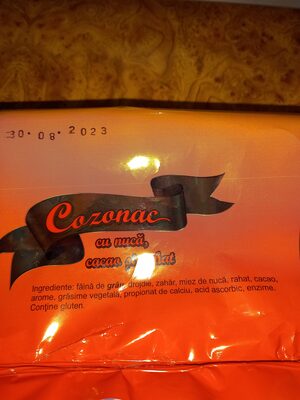 30. 08. 2023
Cozonac
cu nucă,
cacao
Ingrediente: făină de grâu, drojdie, zahăr, miez de nucă, rahat, cacao,
arome, grăsime vegetală, propionat de calciu, acid ascorbic, enzime.
Conține gluten.